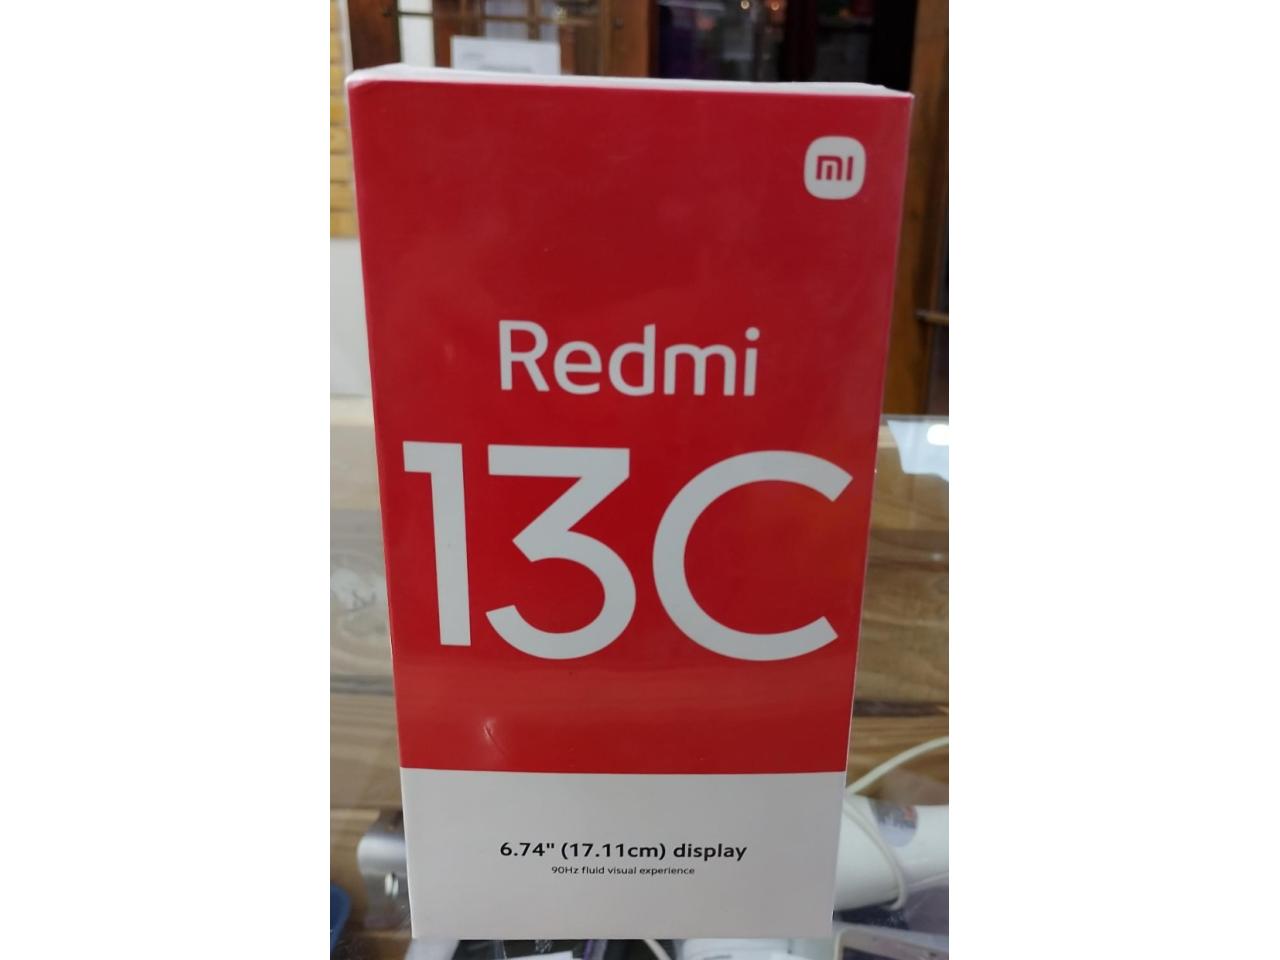 mi
Redmi
13C
6.74" (17.11cm) display
90Hz fluid visual experience